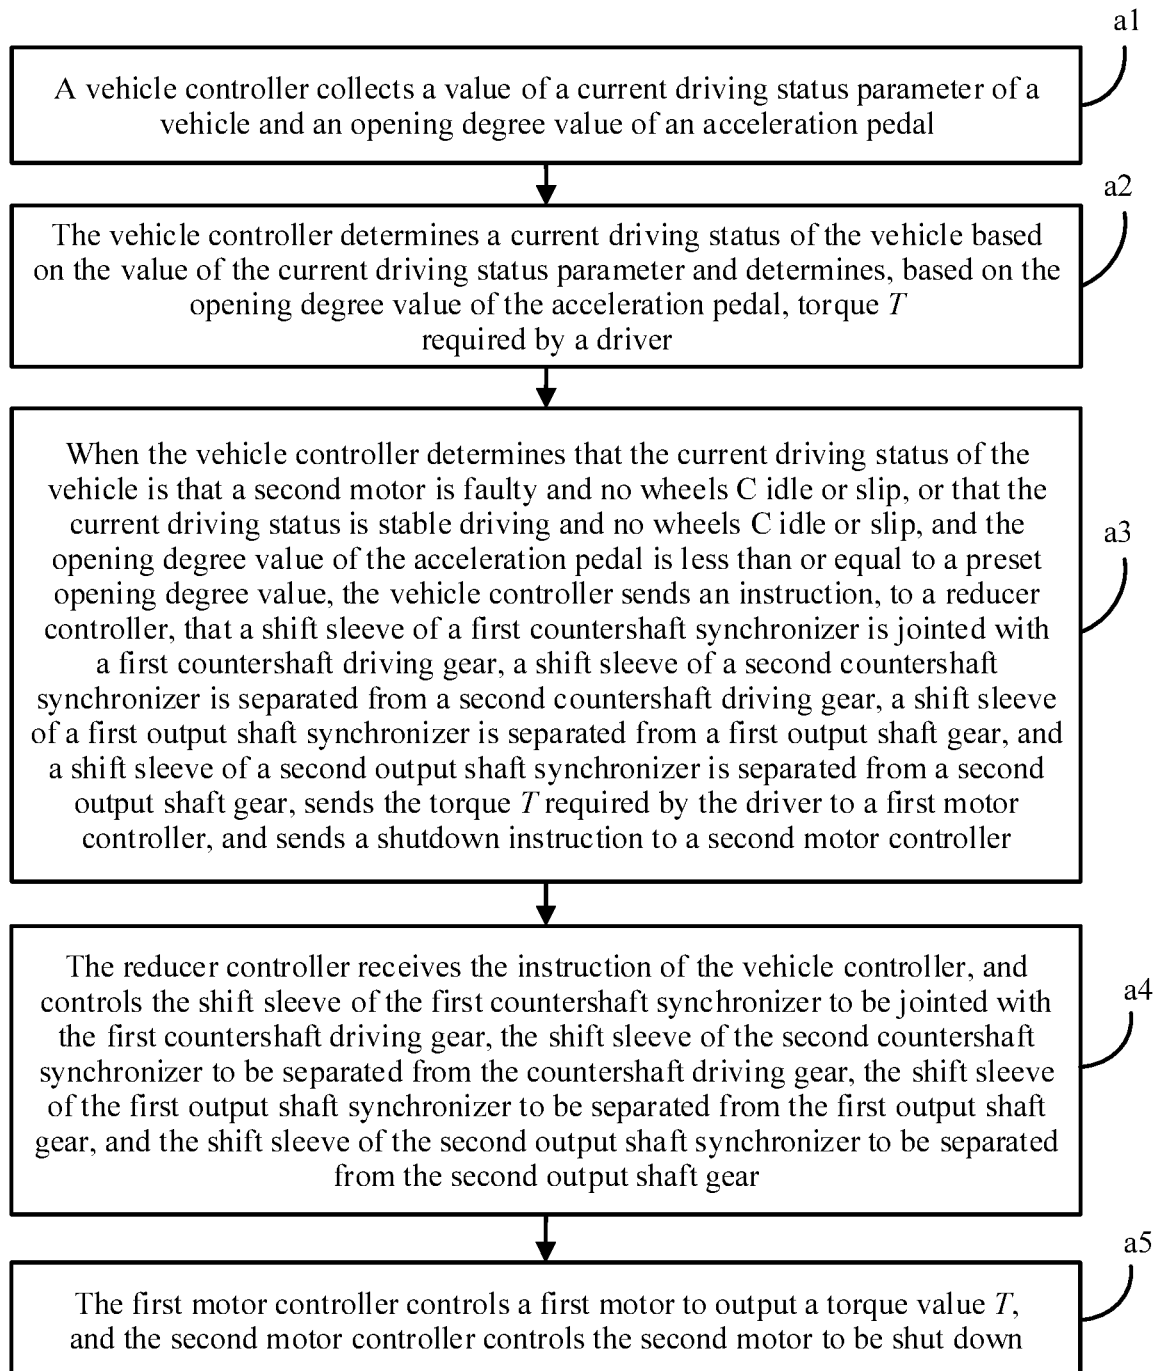 a1
A vehicle controller collects a value of a current driving status parameter of a
vehicle and an opening degree value of an acceleration pedal
a2
The vehicle controller determines a current driving status of the vehicle based
on the value of the current driving status parameter and determines, based on the
opening degree value of the acceleration pedal, torque T
required by a driver
a3
When the vehicle controller determines that the current driving status of the
vehicle is that a second motor is faulty and no wheels C idle or slip, or that the
current driving status is stable driving and no wheels C idle or slip, and the
opening degree value of the acceleration pedal is less than or equal to a preset
opening degree value, the vehicle controller sends an instruction, to a reducer
controller, that a shift sleeve of a first countershaft synchronizer is jointed with
a first countershaft driving gear, a shift sleeve of a second countershaft
synchronizer is separated from a second countershaft driving gear, a shift sleeve
of a first output shaft synchronizer is separated from a first output shaft gear, and
a shift sleeve of a second output shaft synchronizer is separated from a second
output shaft gear, sends the torque T required by the driver to a first motor
controller, and sends a shutdown instruction to a second motor controller
a4
The reducer controller receives the instruction of the vehicle controller, and
controls the shift sleeve of the first countershaft synchronizer to be jointed with
the first countershaft driving gear, the shift sleeve of the second countershaft
synchronizer to be separated from the countershaft driving gear, the shift sleeve
of the first output shaft synchronizer to be separated from the first output shaft
gear, and the shift sleeve of the second output shaft synchronizer to be separated
from the second output shaft gear
a5
The first motor controller controls a first motor to output a torque value T,
and the second motor controller controls the second motor to be shut down